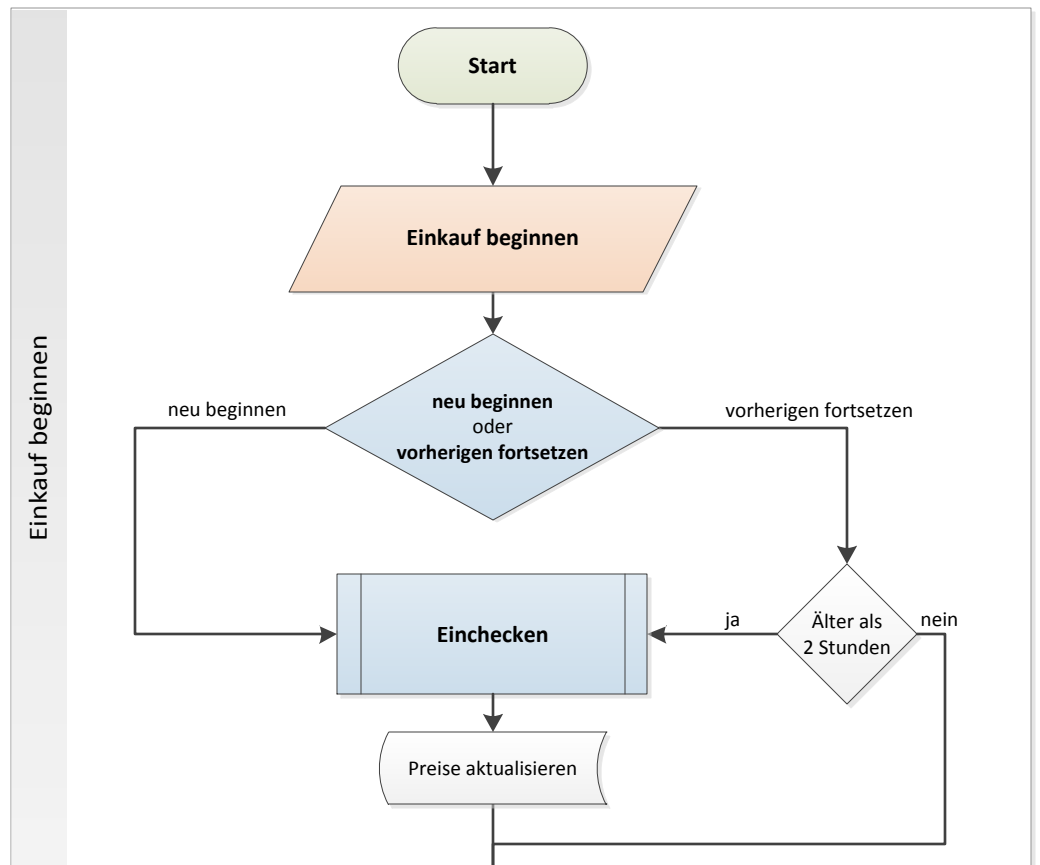 Einkauf beginnen
Start
Einkauf beginnen
neu beginnen
neu beginnen
oder
vorherigen fortsetzen
vorherigen fortsetzen
Einchecken
ja
Älter als
2 Stunden
nein
Preise aktualisieren